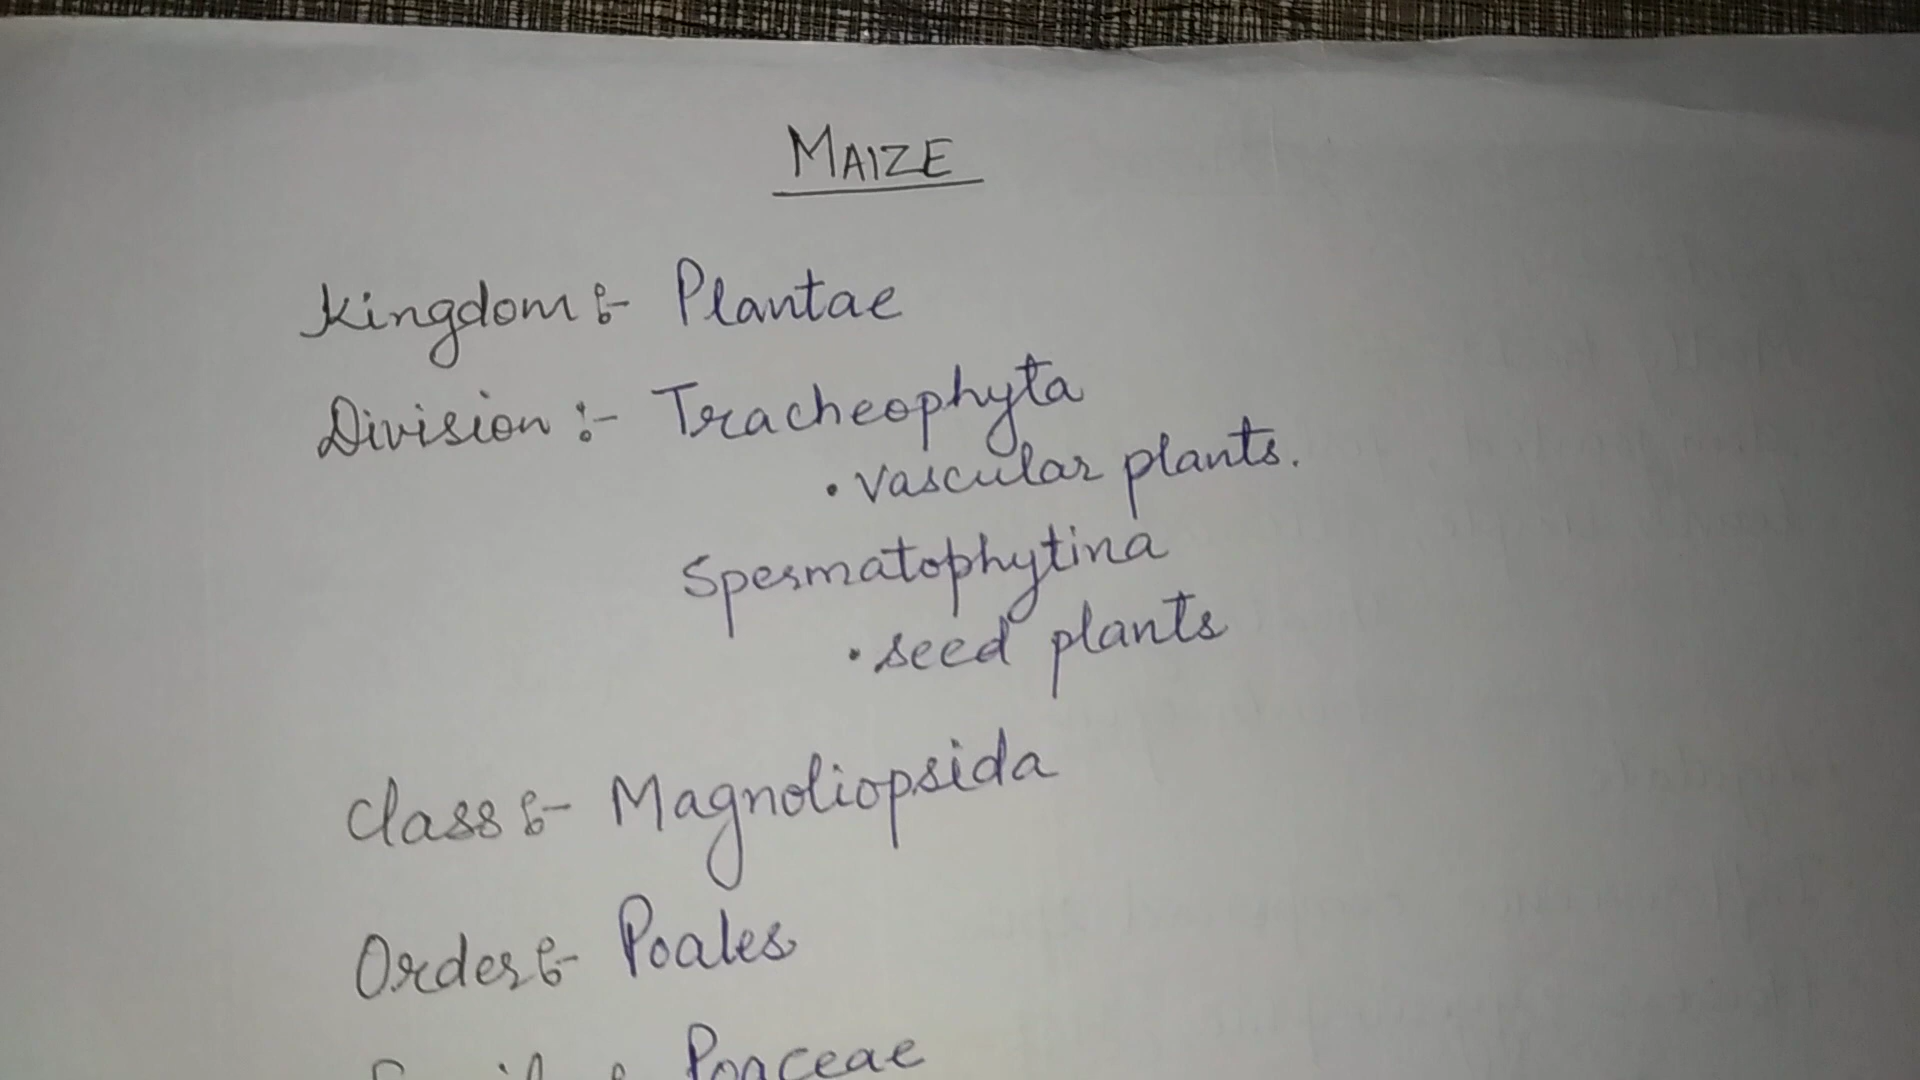 MAIZE
Kingdom :- Plantae
Division :- Tracheophyta
• vascular plants.
Spermatophytina
• seed plants
Class :- Magnoliopsida
Order :- Poales
Poaceae